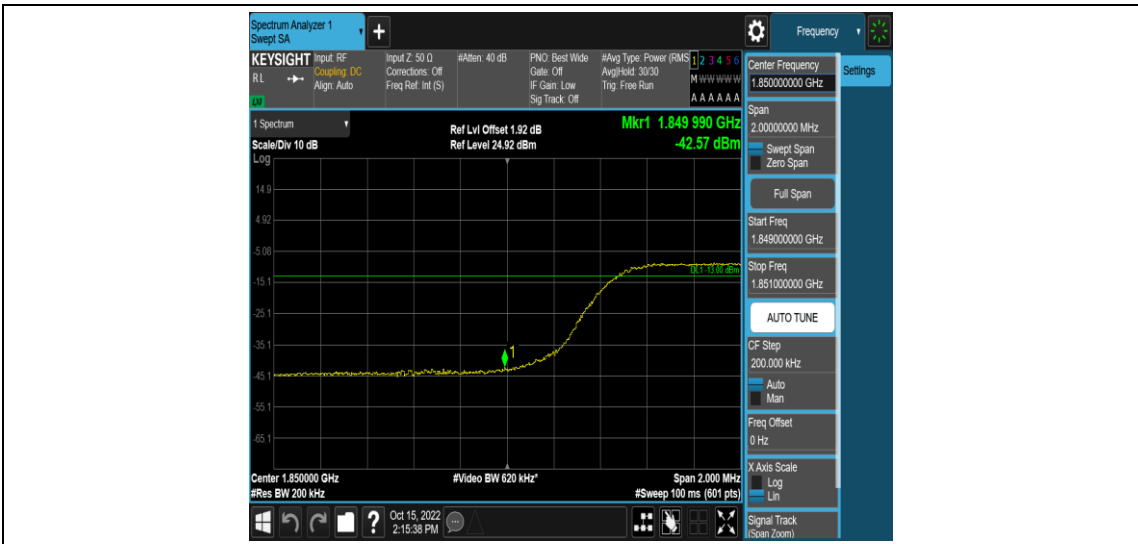 Spectrum Analyzer 1
Swept SA
+
Frequency
KEYSIGHT
RL
LXI
Input: RF
Coupling: DC
Align: Auto
Input Z: 50 Ω
Corrections: Off
Freq Ref: Int (S)
#Atten: 40 dB
PNO: Best Wide
Gate: Off
IF Gain: Low
Sig Track: Off
#Avg Type: Power (RMS
Avg|Hold: 30/30
Trig: Free Run
1 2 3 4 5 6
M W W W W W
A A A A A A
1 Spectrum
Scale/Div 10 dB
Log
Ref Lvl Offset 1.92 dB
Ref Level 24.92 dBm
Mkr1 1.849 990 GHz
-42.57 dBm
14.9
4.92
-5.08
DL1 -13.00 dBm
-15.1
-25.1
-35.1
1
-45.1
-55.1
-65.1
Center 1.850000 GHz
#Res BW 200 kHz
#Video BW 620 kHz*
Span 2.000 MHz
#Sweep 100 ms (601 pts)
?
Oct 15, 2022
2:15:38 PM
Center Frequency
1.850000000 GHz
Settings
Span
2.00000000 MHz
Swept Span
Zero Span
Full Span
Start Freq
1.849000000 GHz
Stop Freq
1.851000000 GHz
AUTO TUNE
CF Step
200.000 kHz
Auto
Man
Freq Offset
0 Hz
X Axis Scale
Log
Lin
Signal Track
(Span Zoom)